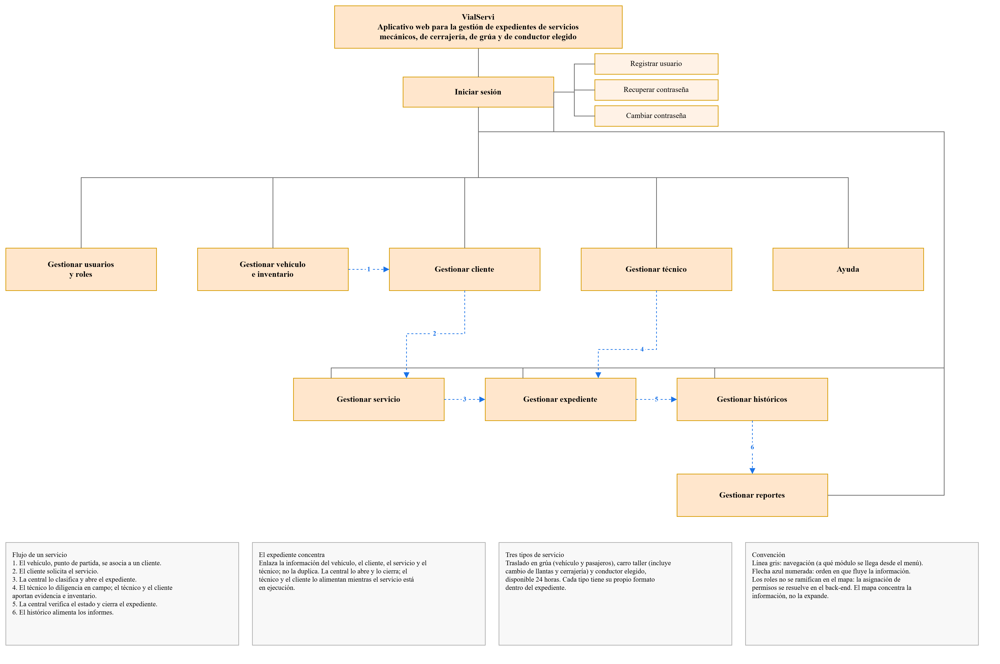 VialServi
Aplicativo web para la gestión de expedientes de servicios
mecánicos, de cerrajería, de grúa y de conductor elegido
Registrar usuario
Iniciar sesión
Recuperar contraseña
Cambiar contraseña
Gestionar usuarios
y roles
Gestionar vehículo
e inventario
1
Gestionar cliente
Gestionar técnico
Ayuda
2
4
Gestionar servicio
3
Gestionar expediente
5
Gestionar históricos
6
Gestionar reportes
Flujo de un servicio
1. El vehículo, punto de partida, se asocia a un cliente.
2. El cliente solicita el servicio.
3. La central lo clasifica y abre el expediente.
4. El técnico lo diligencia en campo; el técnico y el cliente
aportan evidencia e inventario.
5. La central verifica el estado y cierra el expediente.
6. El histórico alimenta los informes.
El expediente concentra
Enlaza la información del vehículo, el cliente, el servicio y el
técnico; no la duplica. La central lo abre y lo cierra; el
técnico y el cliente lo alimentan mientras el servicio está
en ejecución.
Tres tipos de servicio
Traslado en grúa (vehículo y pasajeros), carro taller (incluye
cambio de llantas y cerrajería) y conductor elegido,
disponible 24 horas. Cada tipo tiene su propio formato
dentro del expediente.
Convención
Línea gris: navegación (a qué módulo se llega desde el menú).
Flecha azul numerada: orden en que fluye la información.
Los roles no se ramifican en el mapa: la asignación de
permisos se resuelve en el back-end. El mapa concentra la
información, no la expande.